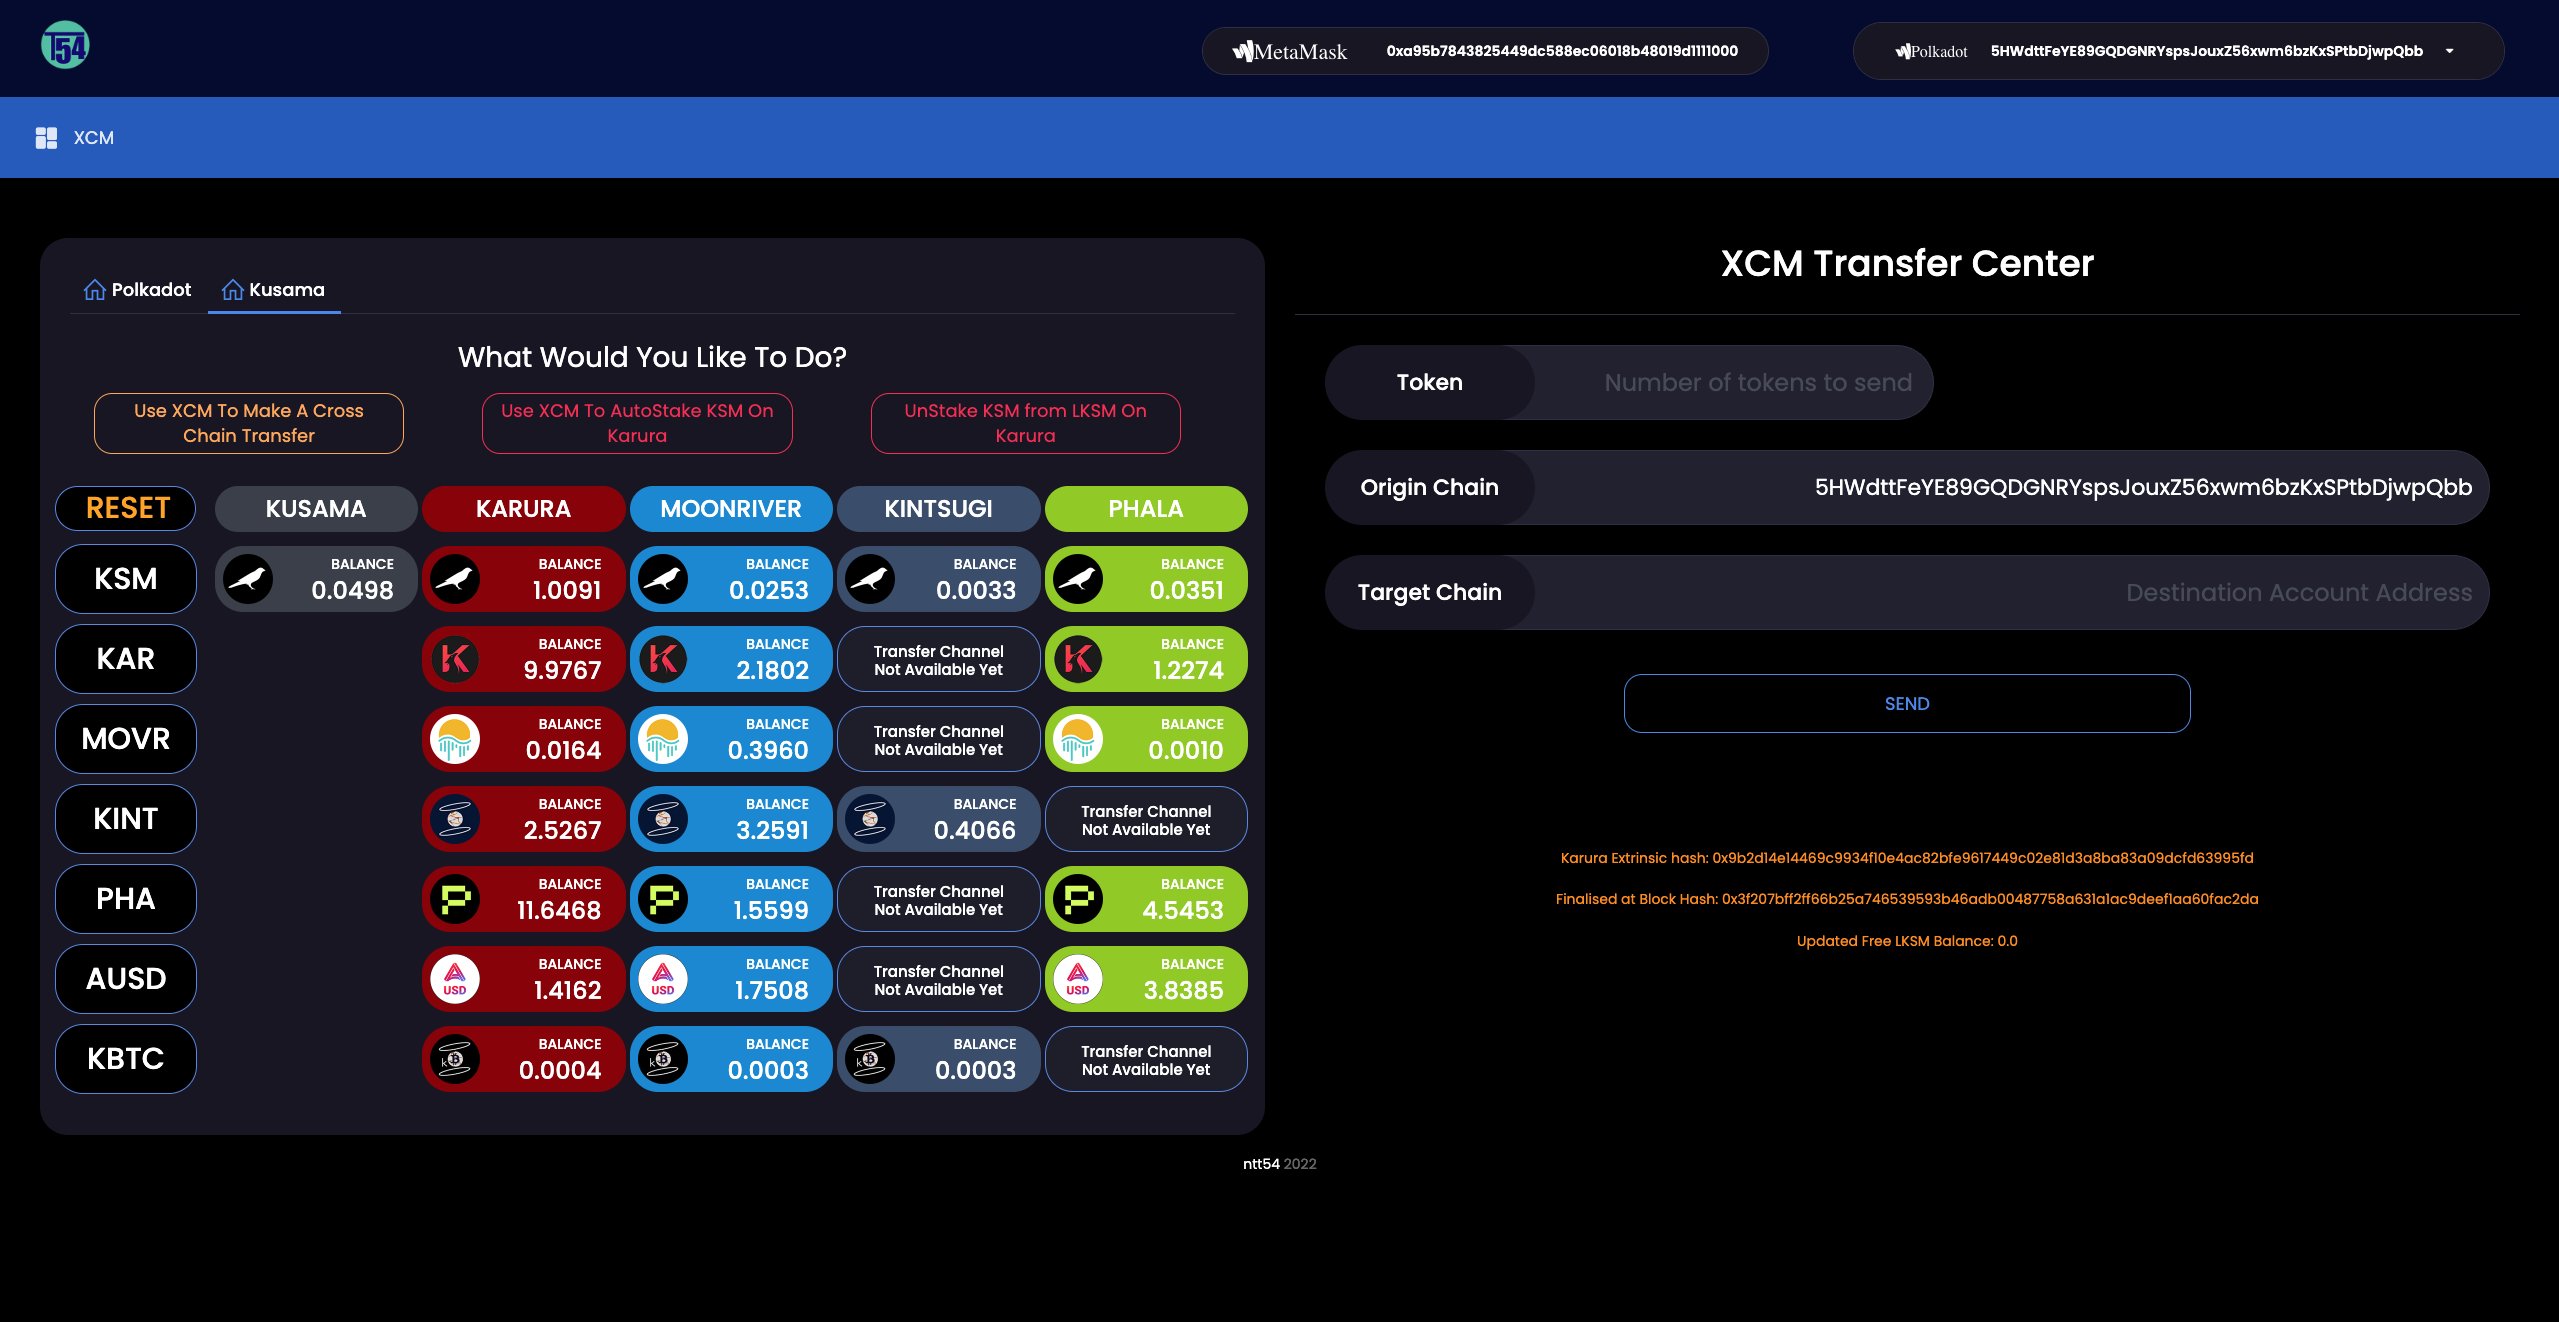 T54
MetaMask
0xa95b7843825449dc588ec06018b48019d1111000
Polkadot
5HWdttFeYE89GQDGNRYspsJouxZ56xwm6bzKxSPtbDjwpQbb
XCM
Polkadot
Kusama
What Would You Like To Do?
Use XCM To Make A Cross
Chain Transfer
Use XCM To AutoStake KSM On
Karura
UnStake KSM from LKSM On
Karura
RESET
KUSAMA
KARURA
MOONRIVER
KINTSUGI
PHALA
KSM
BALANCE
0.0498
BALANCE
1.0091
BALANCE
0.0253
BALANCE
0.0033
BALANCE
0.0351
KAR
BALANCE
9.9767
BALANCE
2.1802
Transfer Channel
Not Available Yet
BALANCE
1.2274
MOVR
BALANCE
0.0164
BALANCE
0.3960
Transfer Channel
Not Available Yet
BALANCE
0.0010
KINT
BALANCE
2.5267
BALANCE
3.2591
BALANCE
0.4066
Transfer Channel
Not Available Yet
PHA
BALANCE
11.6468
BALANCE
1.5599
Transfer Channel
Not Available Yet
BALANCE
4.5453
AUSD
USD
BALANCE
1.4162
USD
BALANCE
1.7508
Transfer Channel
Not Available Yet
USD
BALANCE
3.8385
KBTC
BALANCE
0.0004
BALANCE
0.0003
BALANCE
0.0003
Transfer Channel
Not Available Yet
XCM Transfer Center
Token
Number of tokens to send
Origin Chain
5HWdttFeYE89GQDGNRYspsJouxZ56xwm6bzKxSPtbDjwpQbb
Target Chain
Destination Account Address
SEND
Karura Extrinsic hash: 0x9b2d14e14469c9934f10e4ac82bfe9617449c02e81d3a8ba83a09dcfd63995fd
Finalised at Block Hash: 0x3f207bff2ff66b25a746539593b46adb00487758a631a1ac9deef1aa60fac2da
Updated Free LKSM Balance: 0.0
ntt54 2022